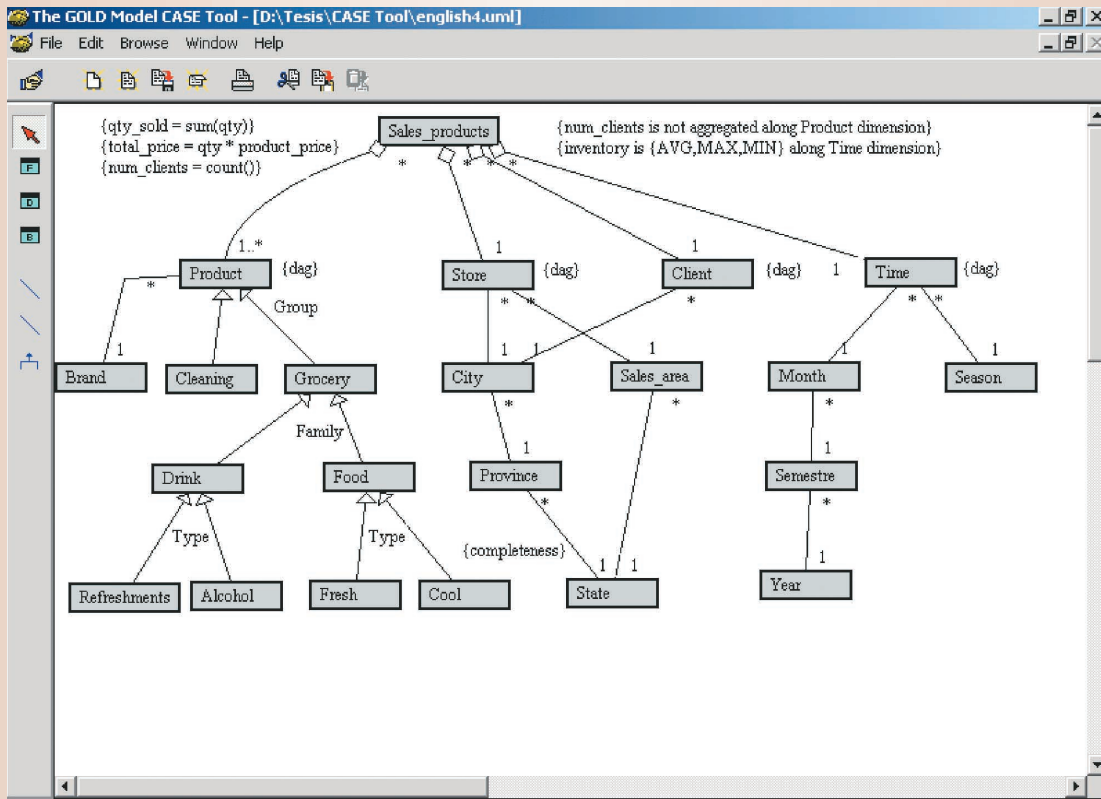 The GOLD Model CASE Tool - [D:\Tesis\CASE Tool\english4.uml]
File Edit Browse Window Help
{qty_sold = sum(qty)}
{total_price = qty * product_price}
{num_clients = count()}
Sales_products
{num_clients is not aggregated along Product dimension}
{inventory is {AVG,MAX,MIN} along Time dimension}
* * * *
1..* 1 1 1
Product {dag} Store {dag} Client {dag} Time {dag}
* Group * * * * *
1 1 1 1 1 1
Brand Cleaning Grocery City Sales_area Month Season
* * *
Family 1 1
Drink Food Province Semestre
* *
Type Type {completeness}
1 1 1
Refreshments Alcohol Fresh Cool State Year
F
D
B